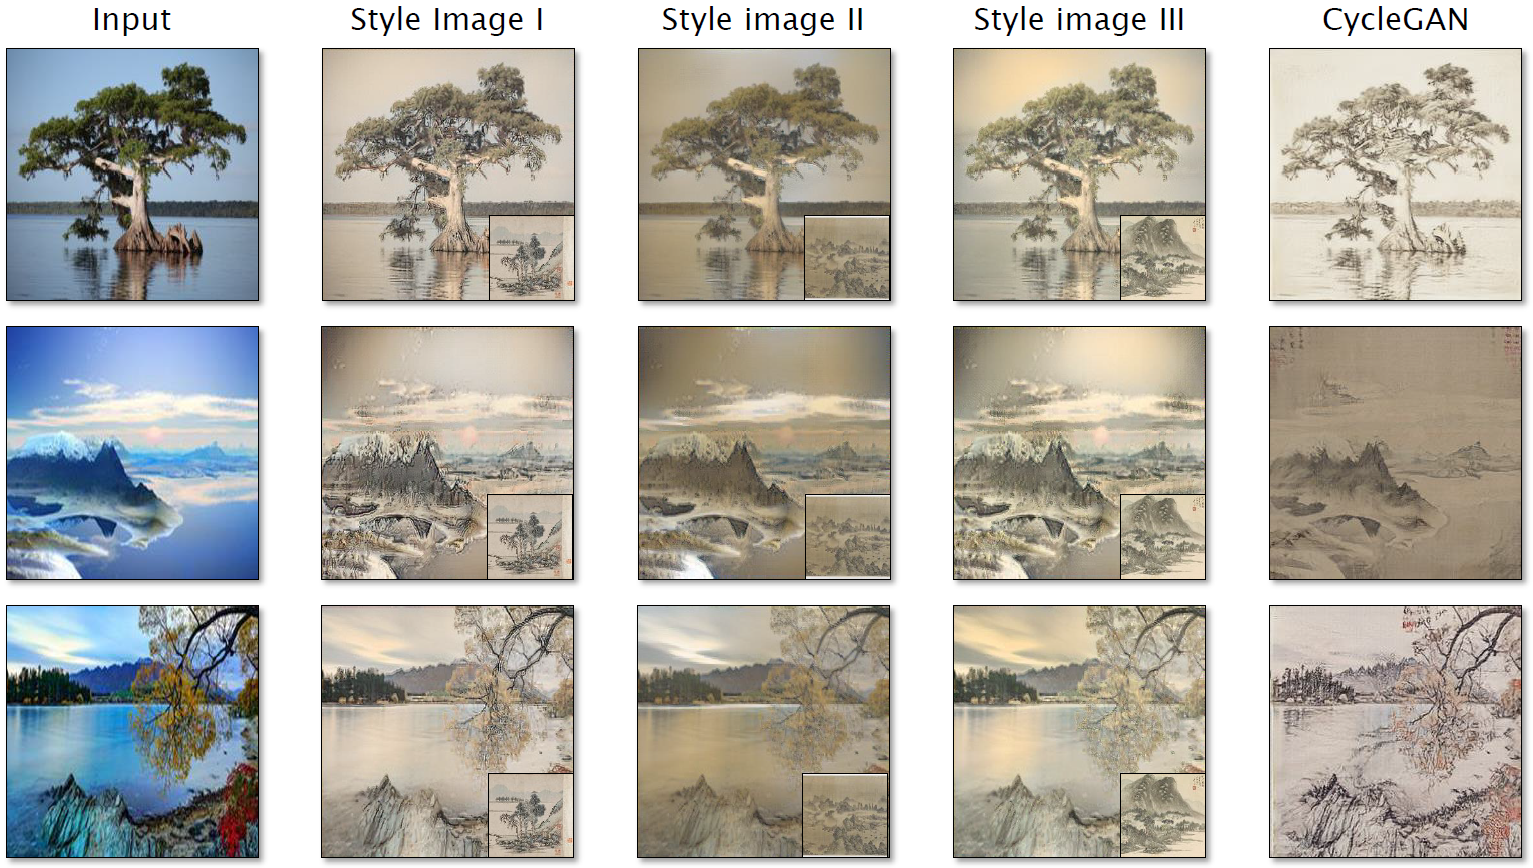 Input
Style Image I
Style image II
Style image III
CycleGAN